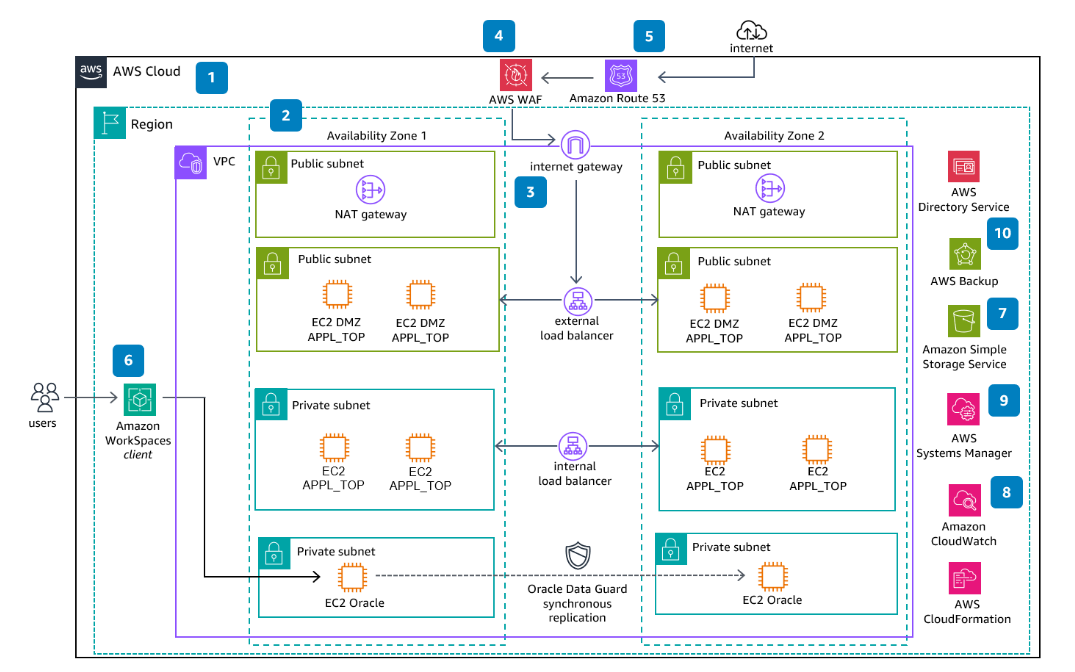 4
5
internet
aws
AWS Cloud
1
53
AWS WAF
Amazon Route 53
Region
2
Availability Zone 1
Availability Zone 2
VPC
Public subnet
NAT gateway
internet gateway
3
Public subnet
NAT gateway
AWS
Directory Service
10
AWS Backup
Public subnet
EC2 DMZ
APPL_TOP
EC2 DMZ
APPL_TOP
external
load balancer
Public subnet
EC2 DMZ
APPL_TOP
EC2 DMZ
APPL_TOP
7
Amazon Simple
Storage Service
6
users
Amazon
WorkSpaces
client
Private subnet
EC2
APPL_TOP
EC2
APPL_TOP
internal
load balancer
Private subnet
EC2
APPL_TOP
EC2
APPL_TOP
9
AWS
Systems Manager
8
Amazon
CloudWatch
Private subnet
EC2 Oracle
Oracle Data Guard
synchronous
replication
Private subnet
EC2 Oracle
AWS
CloudFormation